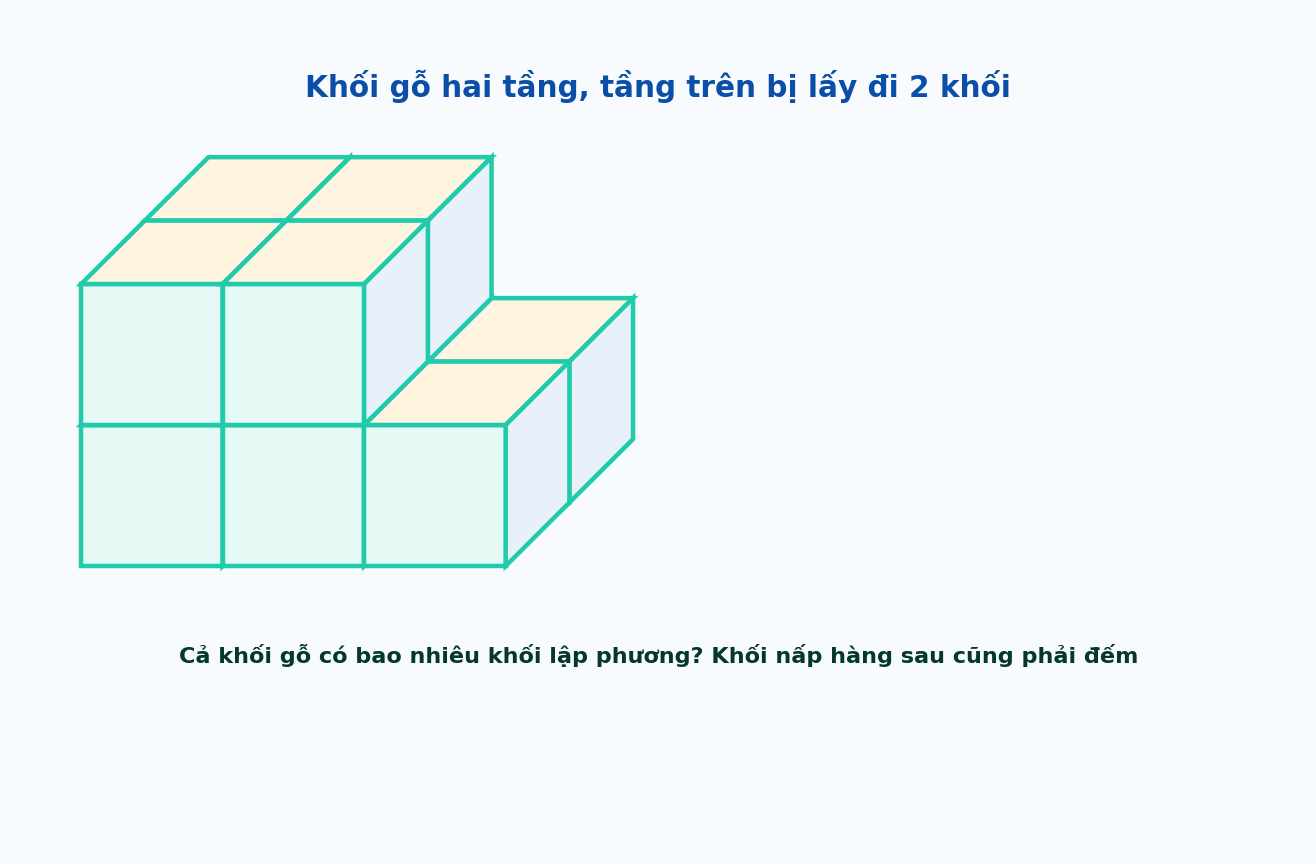 Khối gỗ hai tầng, tầng trên bị lấy đi 2 khối
Cả khối gỗ có bao nhiêu khối lập phương? Khối nấp hàng sau cũng phải đếm